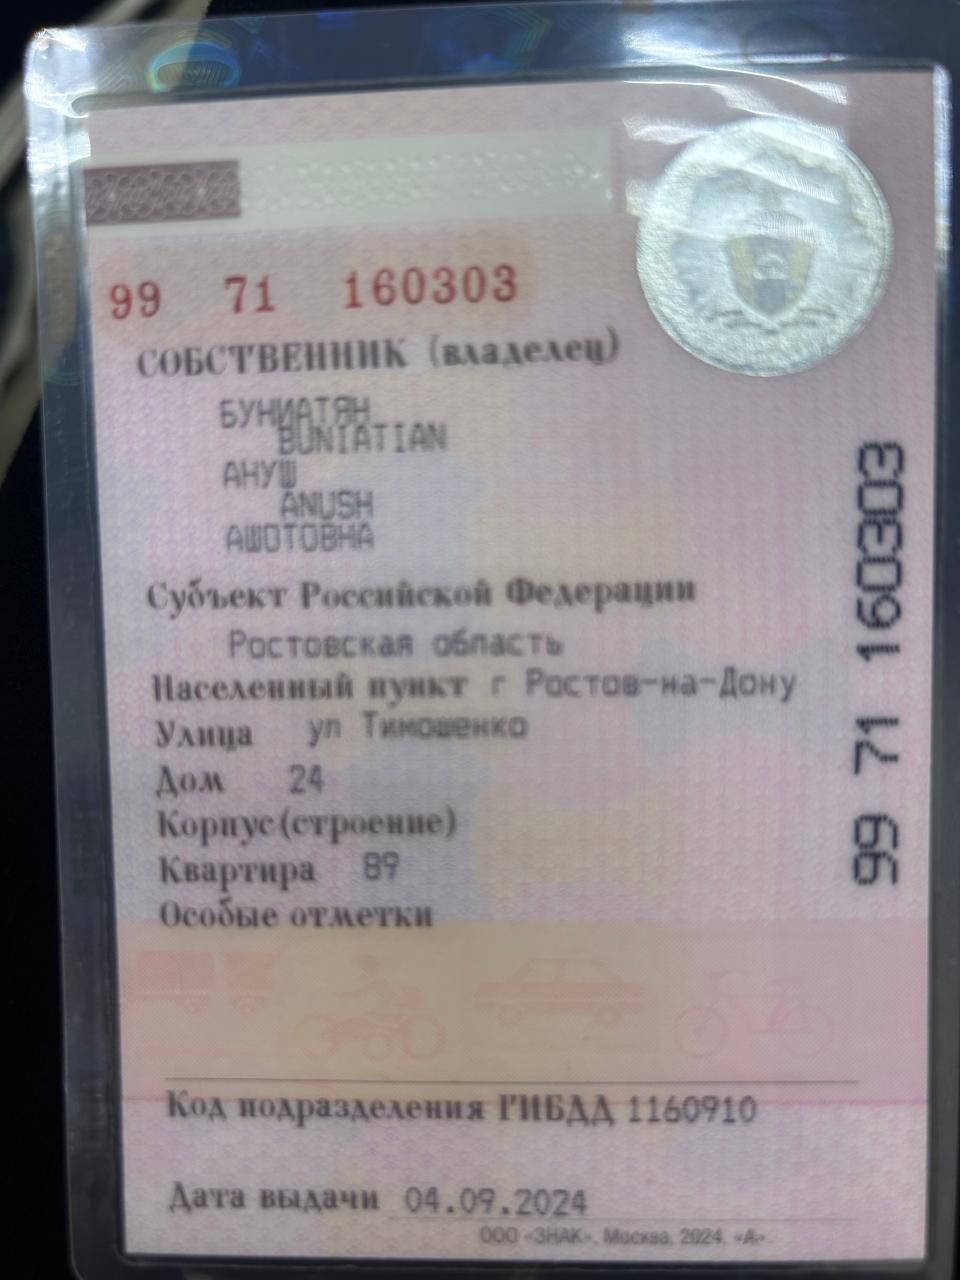 99 71 160303
СОБСТВЕННИК (владелец)
БУНИАТЯН
BUNIATIAN
АНУШ
ANUSH
АШОТОВНА
Субъект Российской Федерации
Ростовская область
Населенный пункт г Ростов-на-Дону
Улица ул Тимошенко
Дом 24
Корпус(строение)
Квартира 89
Особые отметки
Код подразделения ГИБДД 1160910
Дата выдачи 04.09.2024
ООО «ЗНАК», Москва, 2024, «А».
99 71 160303